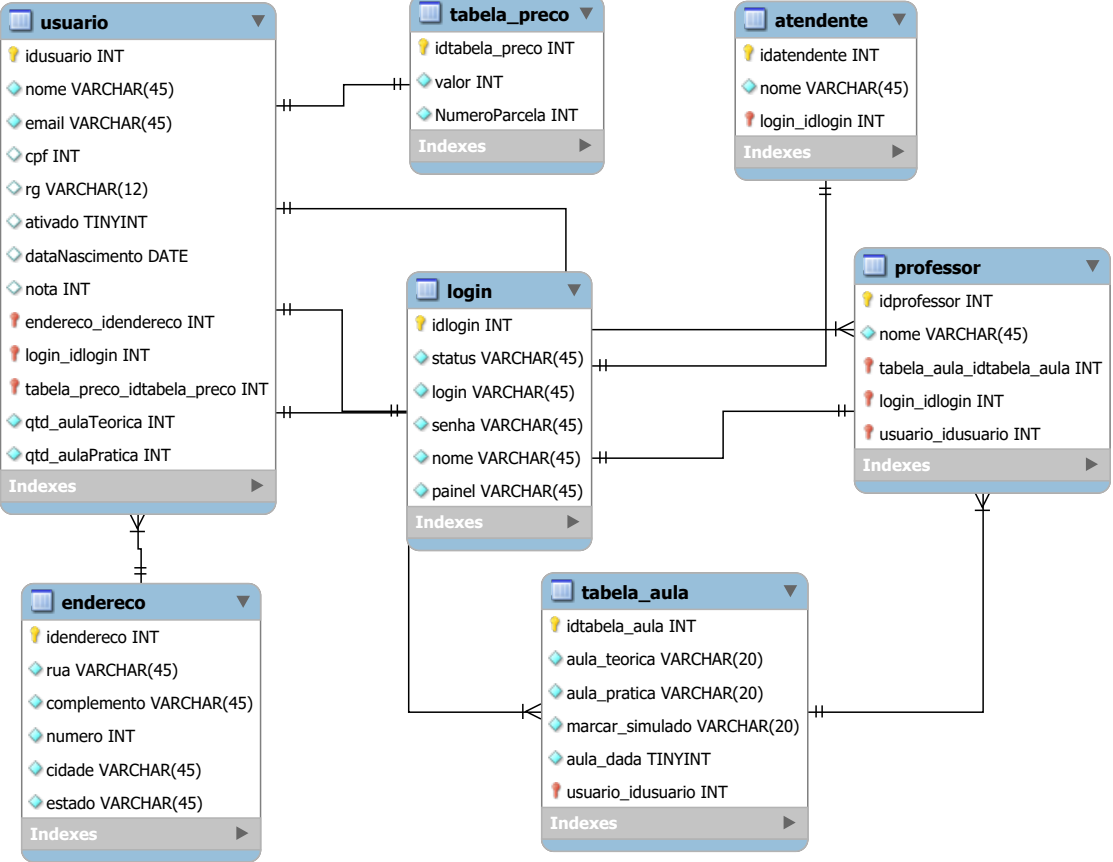 usuario
idusuario INT
nome VARCHAR(45)
email VARCHAR(45)
cpf INT
rg VARCHAR(12)
ativado TINYINT
dataNascimento DATE
nota INT
endereco_idendereco INT
login_idlogin INT
tabela_preco_idtabela_preco INT
qtd_aulaTeorica INT
qtd_aulaPratica INT
Indexes
tabela_preco
idtabela_preco INT
valor INT
NumeroParcela INT
Indexes
atendente
idatendente INT
nome VARCHAR(45)
login_idlogin INT
Indexes
login
idlogin INT
status VARCHAR(45)
login VARCHAR(45)
senha VARCHAR(45)
nome VARCHAR(45)
painel VARCHAR(45)
Indexes
professor
idprofessor INT
nome VARCHAR(45)
tabela_aula_idtabela_aula INT
login_idlogin INT
usuario_idusuario INT
Indexes
endereco
idendereco INT
rua VARCHAR(45)
complemento VARCHAR(45)
numero INT
cidade VARCHAR(45)
estado VARCHAR(45)
Indexes
tabela_aula
idtabela_aula INT
aula_teorica VARCHAR(20)
aula_pratica VARCHAR(20)
marcar_simulado VARCHAR(20)
aula_dada TINYINT
usuario_idusuario INT
Indexes